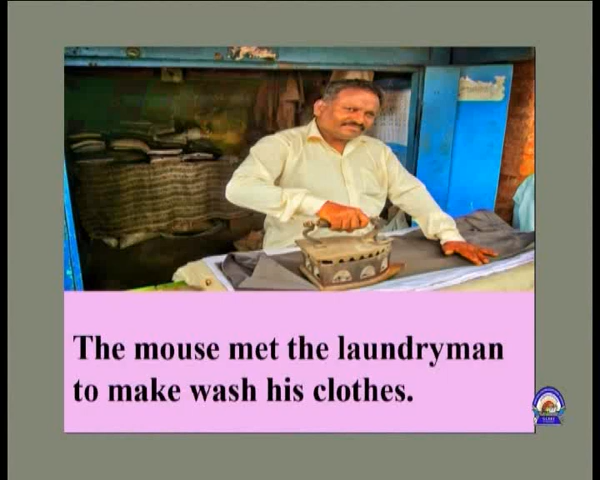 The mouse met the laundryman
to make wash his clothes.